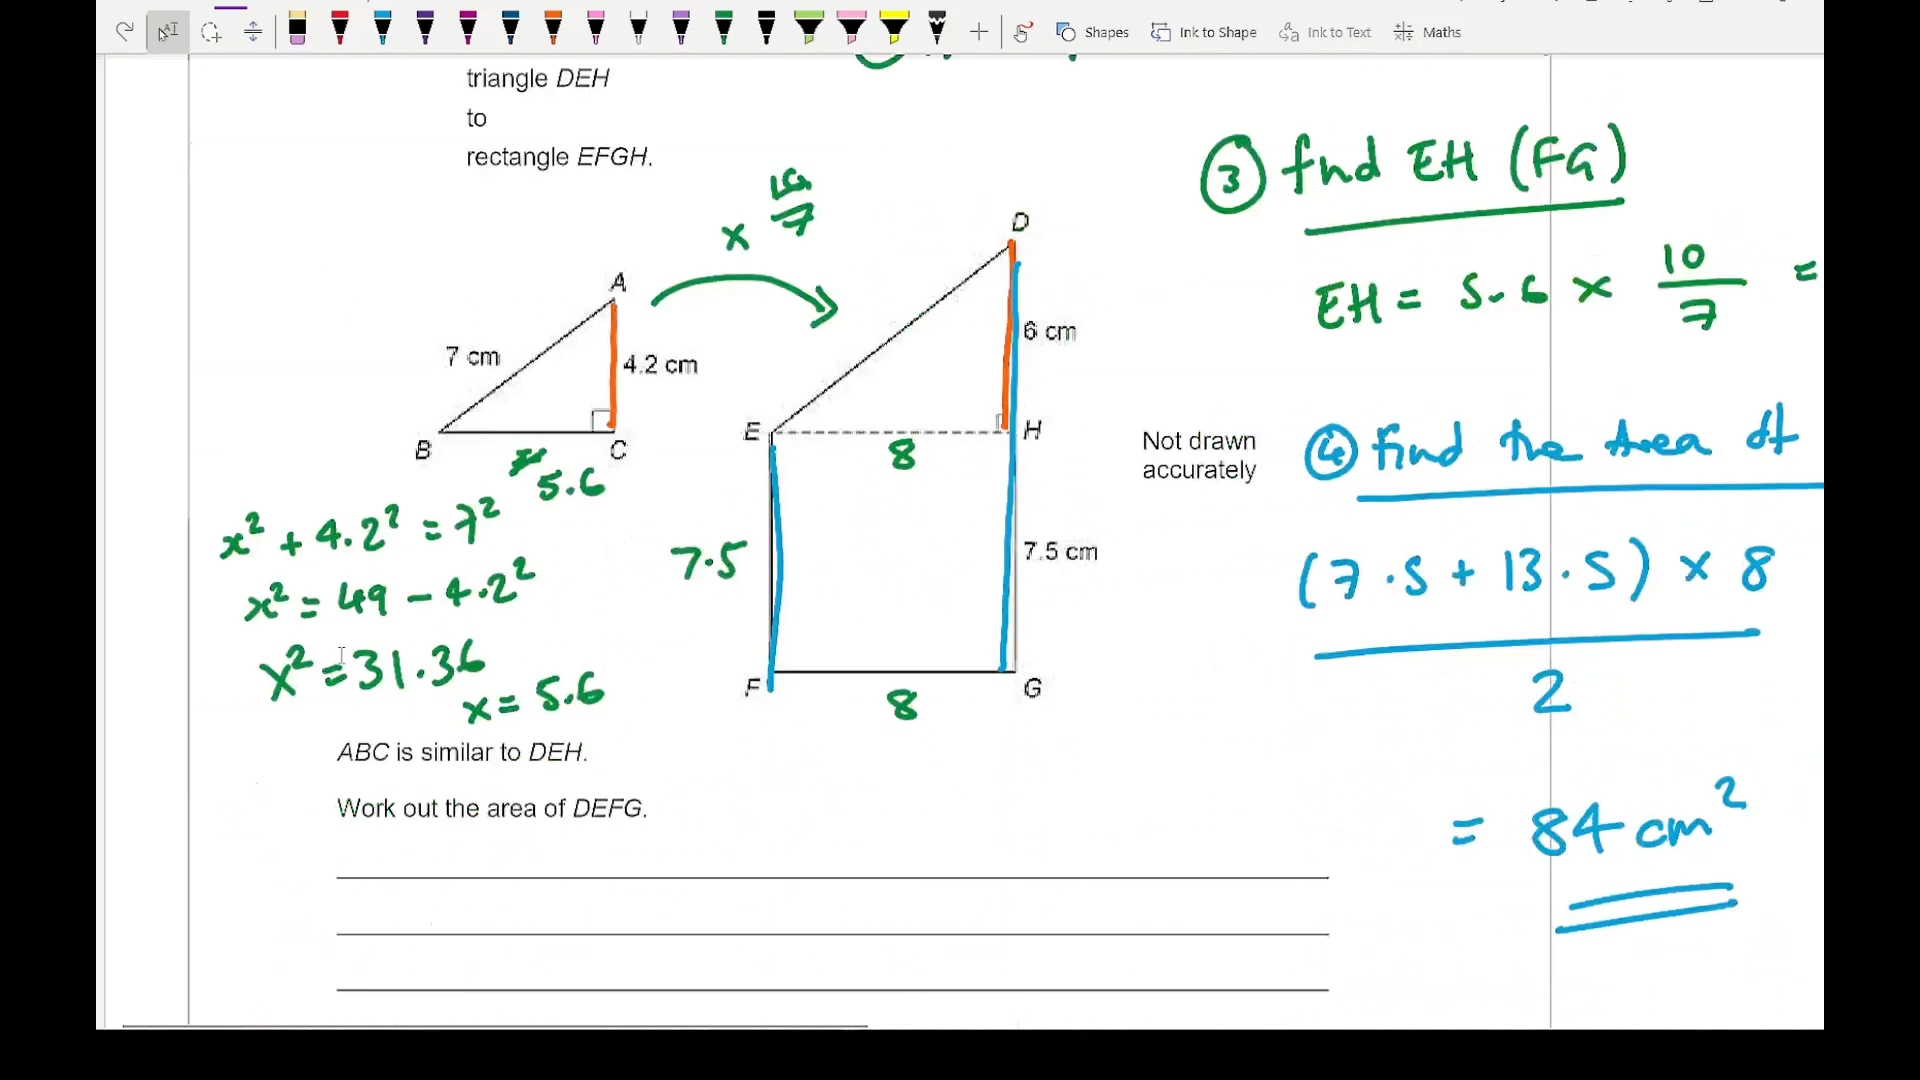 Shapes
Ink to Shape
Ink to Text
Maths
triangle DEH
to
rectangle EFGH.
③ find EH (FG)
x 10/7
D
A
EH = 5.6 x 10/7 =
6 cm
7 cm
4.2 cm
E
H
B
C
8
Not drawn
accurately
④ find the Area of
5.6
x² + 4.2² = 7²
7.5
7.5 cm
(7.5 + 13.5) x 8
2
x² = 49 - 4.2²
x² = 31.36
x = 5.6
F
8
G
ABC is similar to DEH.
Work out the area of DEFG.
= 84 cm²